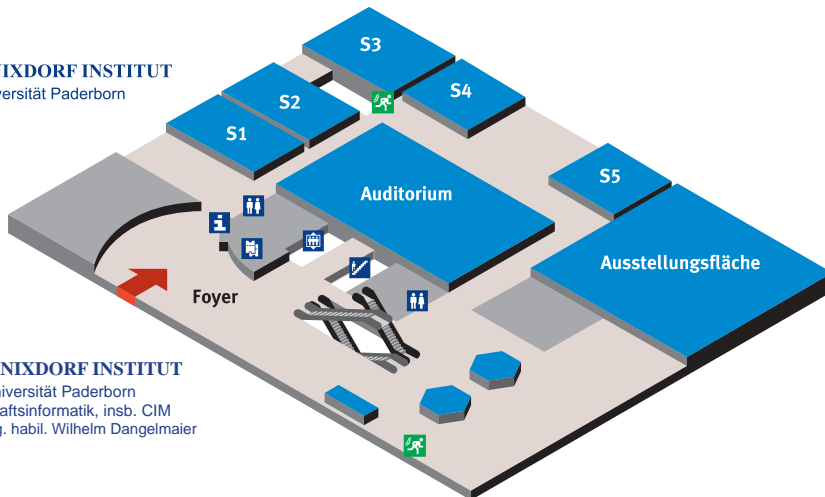 NIXDORF INSTITUT
versität Paderborn
S3
S4
S2
S1
Auditorium
S5
Ausstellungsfläche
i
Foyer
NIXDORF INSTITUT
niversität Paderborn
aftsinformatik, insb. CIM
g. habil. Wilhelm Dangelmaier